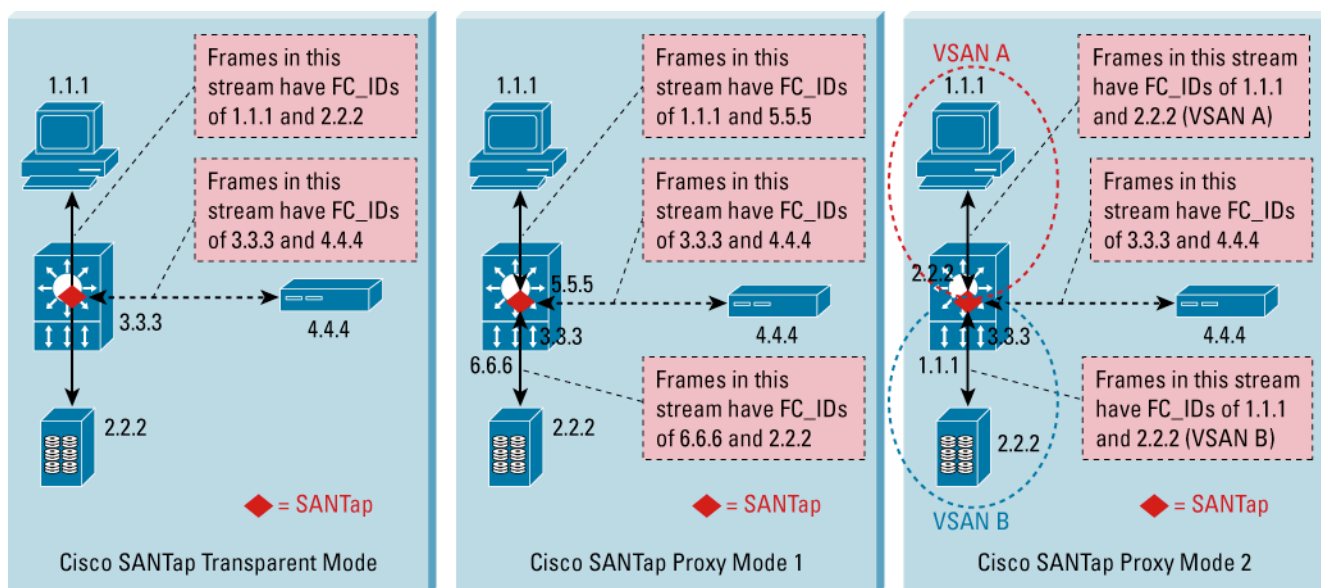 Frames in this
stream have FC_IDs
of 1.1.1 and 2.2.2
1.1.1
Frames in this
stream have FC_IDs
of 3.3.3 and 4.4.4
3.3.3
4.4.4
2.2.2
= SANTap
Cisco SANTap Transparent Mode
Frames in this
stream have FC_IDs
of 1.1.1 and 5.5.5
1.1.1
Frames in this
stream have FC_IDs
of 3.3.3 and 4.4.4
5.5.5
3.3.3
4.4.4
6.6.6
Frames in this
stream have FC_IDs
of 6.6.6 and 2.2.2
2.2.2
= SANTap
Cisco SANTap Proxy Mode 1
VSAN A
Frames in this stream
have FC_IDs of 1.1.1
and 2.2.2 (VSAN A)
1.1.1
Frames in this
stream have FC_IDs
of 3.3.3 and 4.4.4
2.2.2
3.3.3
4.4.4
1.1.1
Frames in this stream
have FC_IDs of 1.1.1
and 2.2.2 (VSAN B)
2.2.2
VSAN B
= SANTap
Cisco SANTap Proxy Mode 2